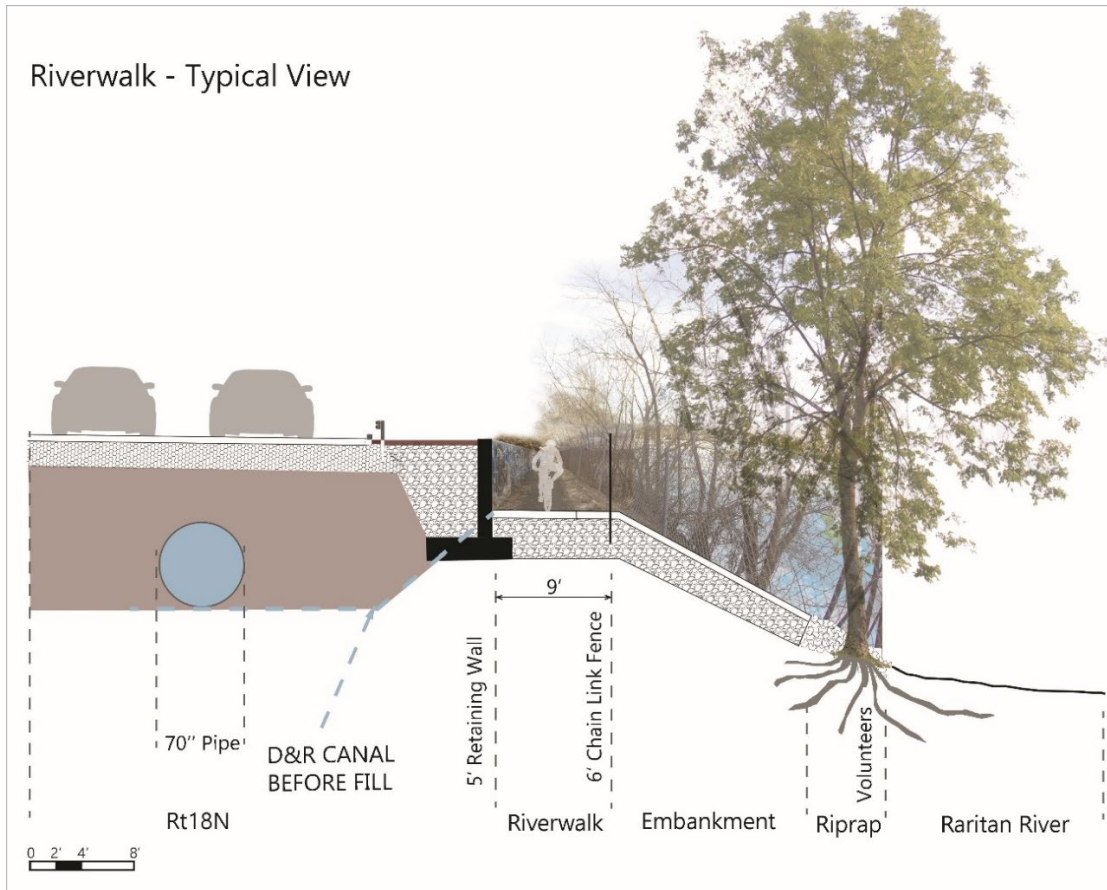 Riverwalk - Typical View
9'
70" Pipe
D&R CANAL
BEFORE FILL
5' Retaining Wall
6' Chain Link Fence
Volunteers
Rt18N
Riverwalk
Embankment
Riprap
Raritan River
0 2' 4' 8'